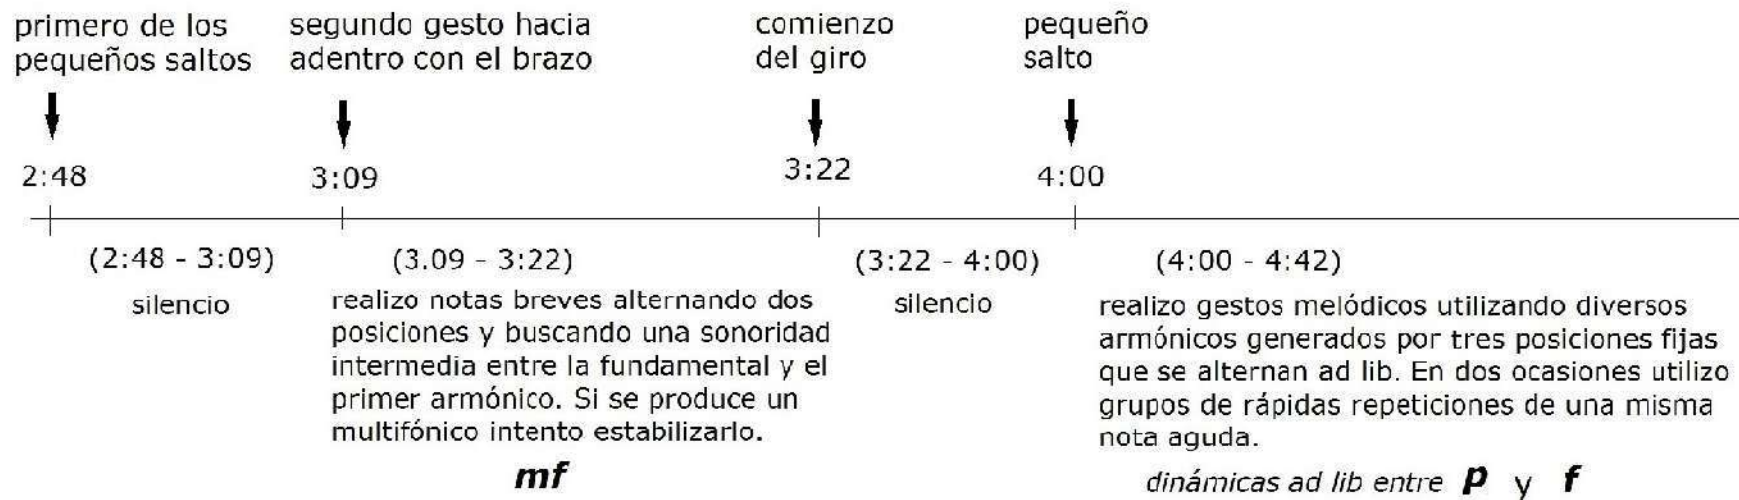 primero de los
pequeños saltos
segundo gesto hacia
adentro con el brazo
comienzo
del giro
pequeño
salto
2:48
3:09
3:22
4:00
(2:48 - 3:09)
silencio
(3.09 - 3:22)
realizo notas breves alternando dos
posiciones y buscando una sonoridad
intermedia entre la fundamental y el
primer armónico. Si se produce un
multifónico intento estabilizarlo.
mf
(3:22 - 4:00)
silencio
(4:00 - 4:42)
realizo gestos melódicos utilizando diversos
armónicos generados por tres posiciones fijas
que se alternan ad lib. En dos ocasiones utilizo
grupos de rápidas repeticiones de una misma
nota aguda.
dinámicas ad lib entre p y f